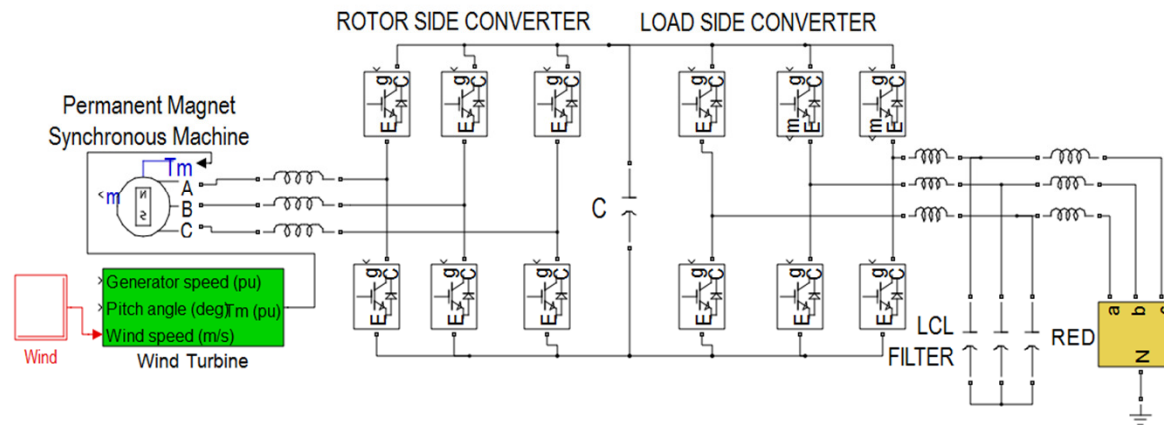 ROTOR SIDE CONVERTER
LOAD SIDE CONVERTER
g C
E
g C
E
g C
E
g C
E
g C
m E
g C
m E
Permanent Magnet
Synchronous Machine
Tm
m
N
S
A
B
C
C
g C
E
g C
E
g C
E
g C
E
g C
E
g C
E
Generator speed (pu)
Pitch angle (deg)
Tm (pu)
Wind speed (m/s)
Wind
Wind Turbine
LCL
FILTER
RED
a
b
c
N